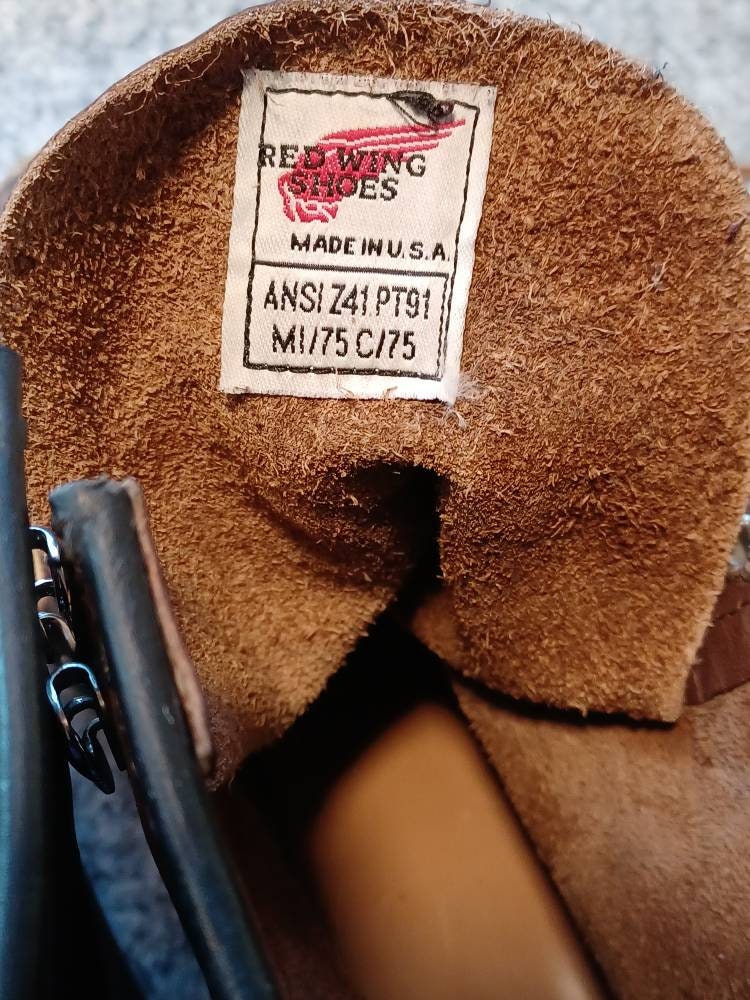 RED WING
SHOES
MADE IN U.S.A.
ANSI Z41 PT91
MI/75 C/75